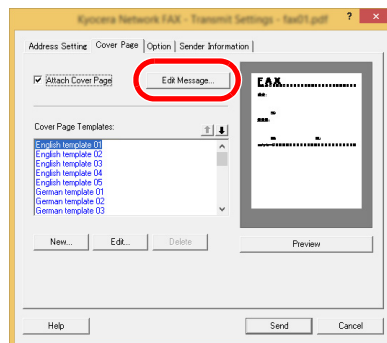 Kyocera Network FAX - Transmit Settings - fax01.pdf ? ×
Address Setting Cover Page Option Sender Information
Attach Cover Page Edit Message...
FAX
Cover Page Templates:
English template 01
English template 02
English template 03
English template 04
English template 05
German template 01
German template 02
German template 03
New... Edit... Delete Preview
Help Send Cancel